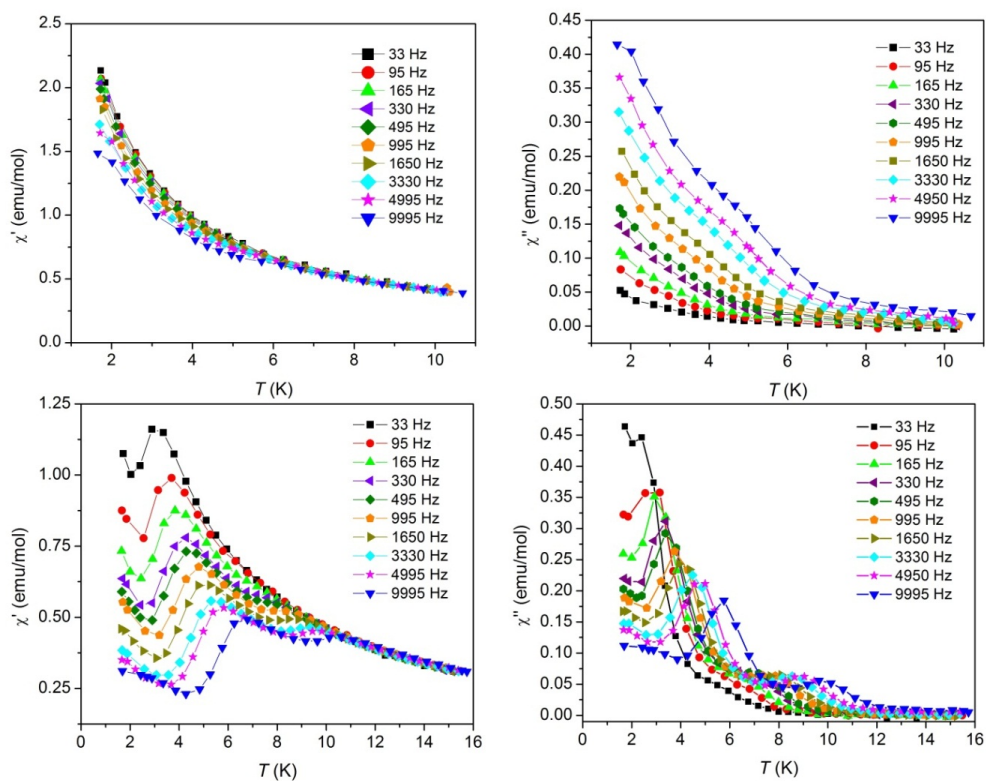 2.5
2.0
1.5
1.0
0.5
0.0
χ' (emu/mol)
2 4 6 8 10
T (K)
33 Hz
95 Hz
165 Hz
330 Hz
495 Hz
995 Hz
1650 Hz
3330 Hz
4995 Hz
9995 Hz
0.45
0.40
0.35
0.30
0.25
0.20
0.15
0.10
0.05
0.00
χ" (emu/mol)
2 4 6 8 10
T (K)
33 Hz
95 Hz
165 Hz
330 Hz
495 Hz
995 Hz
1650 Hz
3330 Hz
4950 Hz
9995 Hz
1.25
1.00
0.75
0.50
0.25
χ' (emu/mol)
0 2 4 6 8 10 12 14 16
T (K)
33 Hz
95 Hz
165 Hz
330 Hz
495 Hz
995 Hz
1650 Hz
3330 Hz
4995 Hz
9995 Hz
0.50
0.45
0.40
0.35
0.30
0.25
0.20
0.15
0.10
0.05
0.00
χ" (emu/mol)
0 2 4 6 8 10 12 14 16
T (K)
33 Hz
95 Hz
165 Hz
330 Hz
495 Hz
995 Hz
1650 Hz
3330 Hz
4950 Hz
9995 Hz